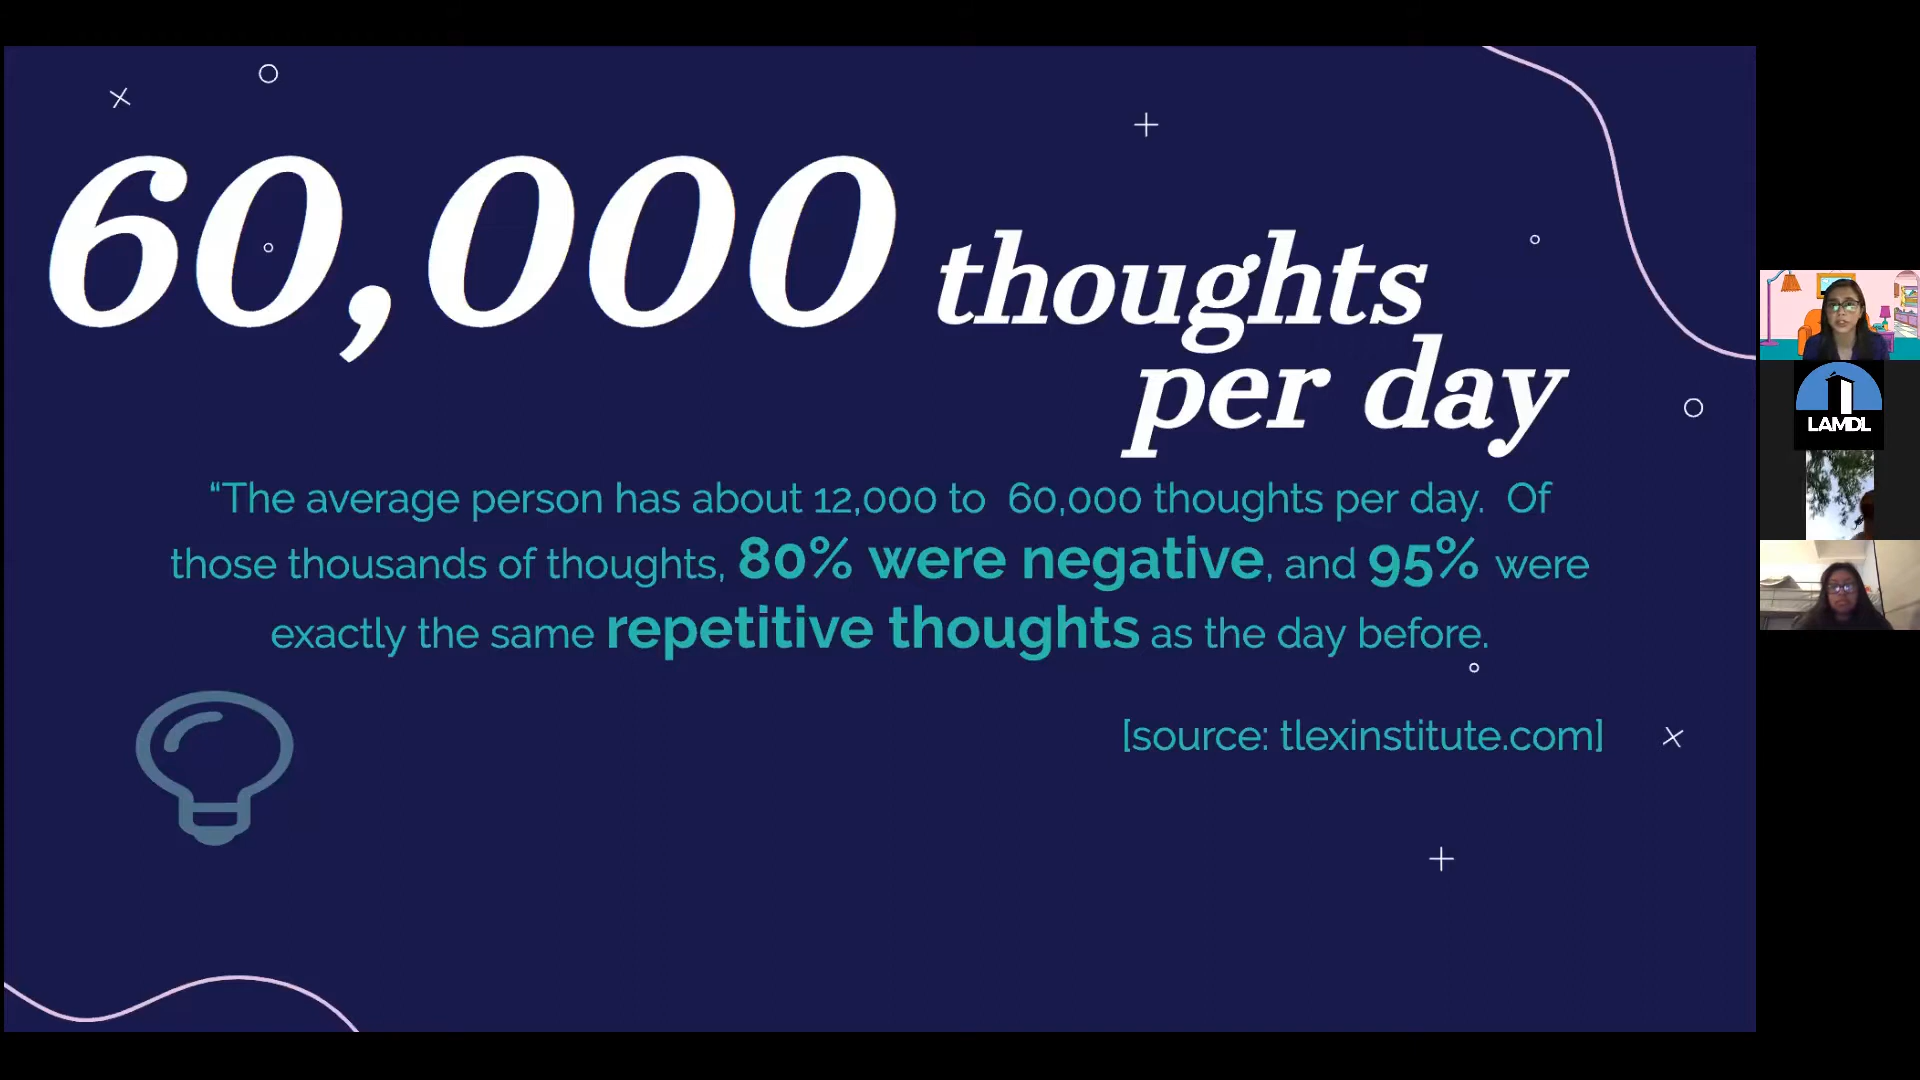 60,000 thoughts
per day
“The average person has about 12,000 to 60,000 thoughts per day. Of
those thousands of thoughts, 80% were negative, and 95% were
exactly the same repetitive thoughts as the day before.
[source: tlexinstitute.com]
LAMDL